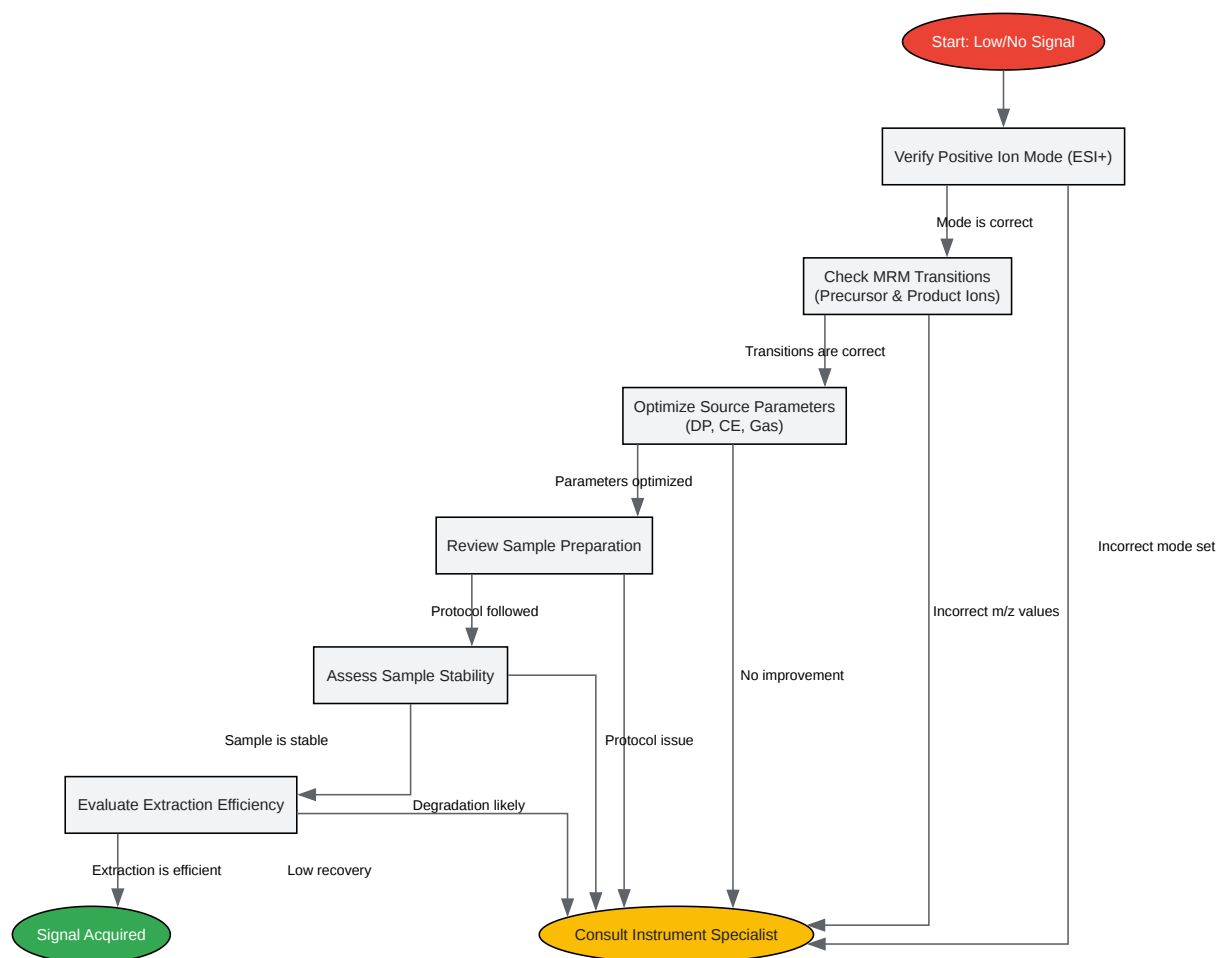 Start: Low/No Signal
Verify Positive Ion Mode (ESI+)
Mode is correct
Check MRM Transitions
(Precursor & Product Ions)
Transitions are correct
Optimize Source Parameters
(DP, CE, Gas)
Parameters optimized
Review Sample Preparation
Incorrect mode set
Protocol followed
Incorrect m/z values
Assess Sample Stability
No improvement
Sample is stable
Protocol issue
Evaluate Extraction Efficiency
Degradation likely
Extraction is efficient
Low recovery
Signal Acquired
Consult Instrument Specialist